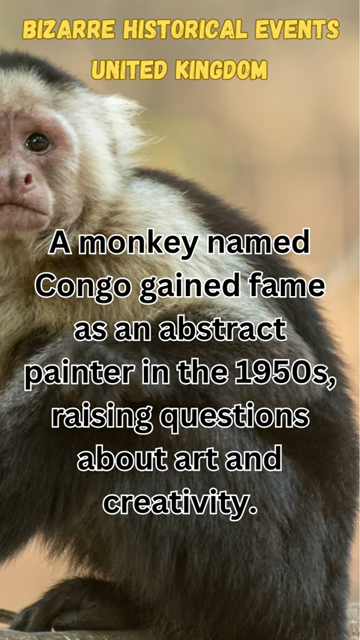 BIZARRE HISTORICAL EVENTS
UNITED KINGDOM
A monkey named
Congo gained fame
as an abstract
painter in the 1950s,
raising questions
about art and
creativity.